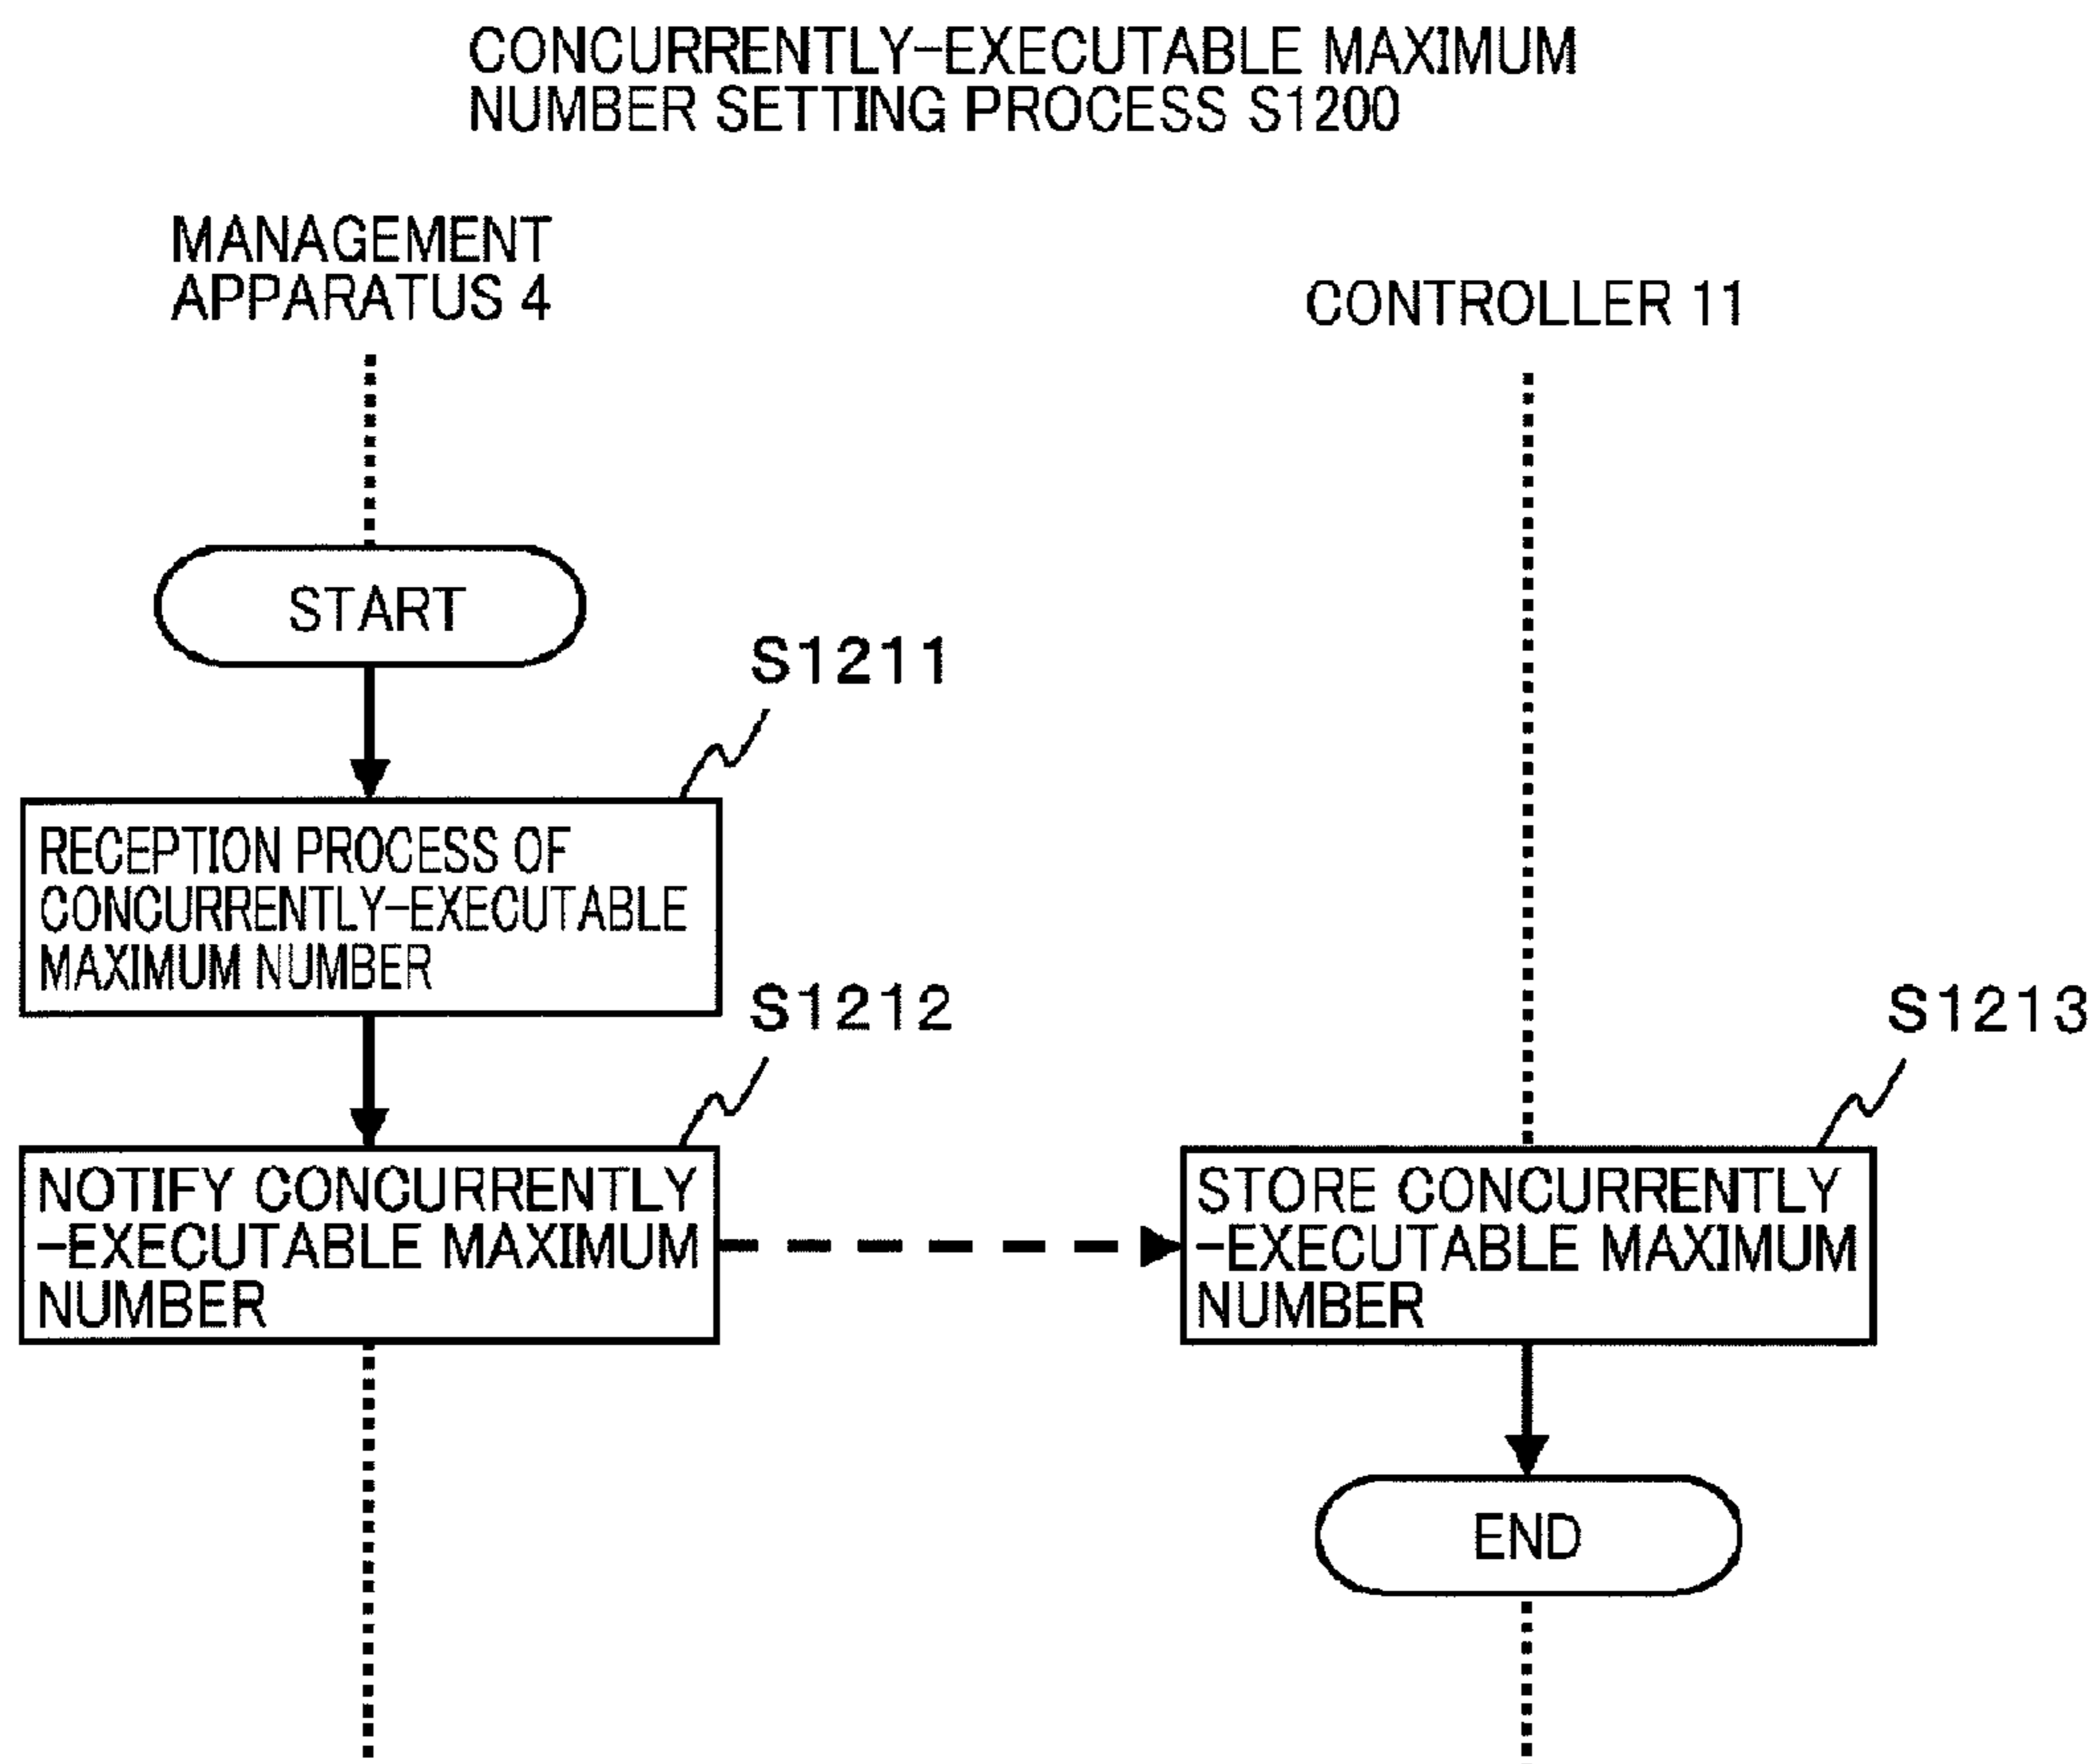 CONCURRENTLY-EXECUTABLE MAXIMUM
NUMBER SETTING PROCESS S1200
MANAGEMENT
APPARATUS 4
CONTROLLER 11
START
S1211
RECEPTION PROCESS OF
CONCURRENTLY-EXECUTABLE
MAXIMUM NUMBER
S1212
NOTIFY CONCURRENTLY
-EXECUTABLE MAXIMUM
NUMBER
S1213
STORE CONCURRENTLY
-EXECUTABLE MAXIMUM
NUMBER
END